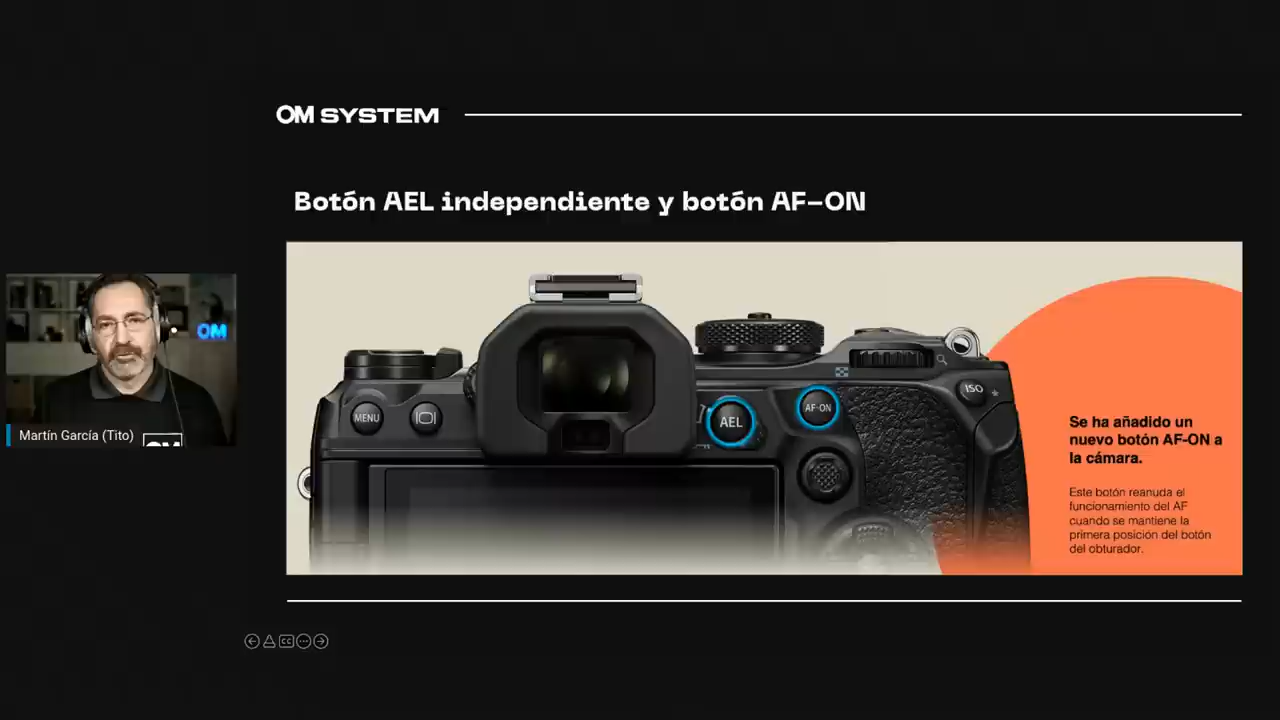 OM SYSTEM
Botón AEL independiente y botón AF-ON
MENU
AEL
AF-ON
ISO
Se ha añadido un
nuevo botón AF-ON a
la cámara.
Este botón reanuda el
funcionamiento del AF
cuando se mantiene la
primera posición del botón
del obturador.
OM
Martín García (Tito)
OM
CC